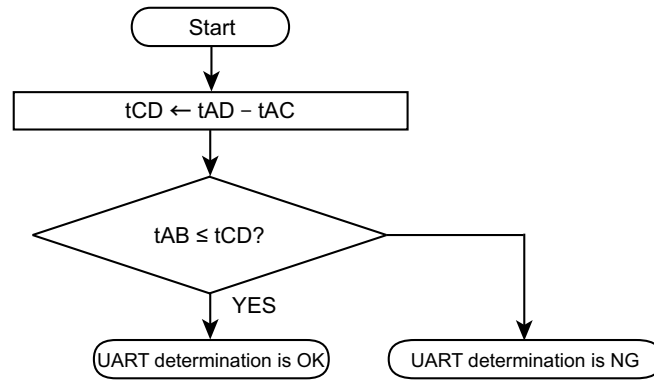 Start
tCD ← tAD – tAC
tAB ≤ tCD?
YES
UART determination is OK
UART determination is NG